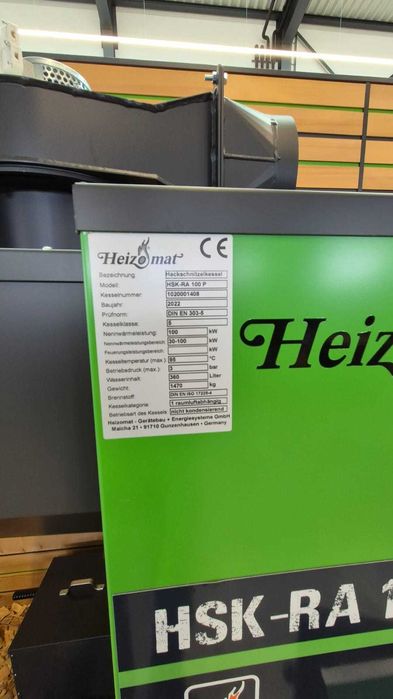 Heizomat CE
Bezeichnung: Hackschnitzelkessel
Modell: HSK-RA 100 P
Kesselnummer: 1020001408
Baujahr: 2022
Prüfnorm: DIN EN 303-5
Kesselklasse: 5
Nennwärmeleistung: 100 kW
Nennwärmeleistungsbereich: 30-100 kW
Feuerungsleistungsbereich: kW
Kesseltemperatur (max.) 95 °C
Betriebsdruck (max.): 3 bar
Wasserinhalt: 360 Liter
Gewicht: 1470 kg
Brennstoff: DIN EN ISO 17225-4
Kesselkategorie: 1 raumluftabhängig
Betriebsart des Kessels: nicht kondensierend
Heizomat - Gerätebau + Energiesysteme GmbH
Maicha 21 • 91710 Gunzenhausen • Germany
Heiz
HSK-RA 1